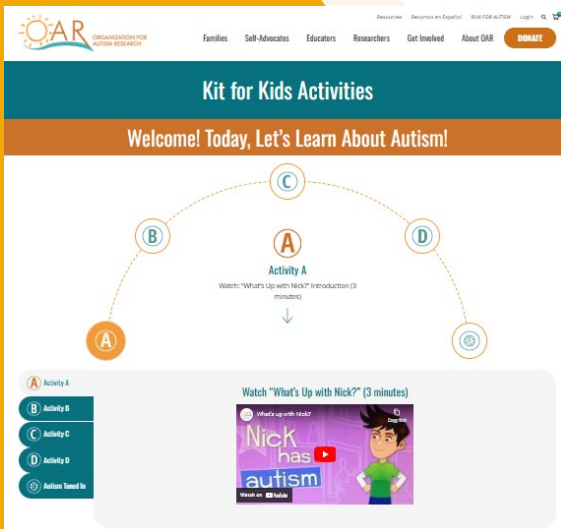 Resources Recursos en Español RUN FOR AUTISM Login
OAR ORGANIZATION FOR AUTISM RESEARCH
Families Self-Advocates Educators Researchers Get Involved About OAR DONATE
Kit for Kids Activities
Welcome! Today, Let's Learn About Autism!
C
B
D
A
Activity A
Watch: "What's Up with Nick?" Introduction (3
minutes)
A
A Activity A
B Activity B
C Activity C
D Activity D
Autism Tuned In
Watch "What's Up with Nick?" (3 minutes)
What's up with Nick?
Copy link
Nick
has
autism
Watch on YouTube